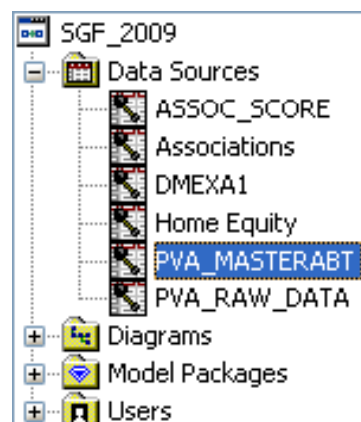 SGF_2009
Data Sources
ASSOC_SCORE
Associations
DMEXA1
Home Equity
PVA_MASTERABT
PVA_RAW_DATA
Diagrams
Model Packages
Users